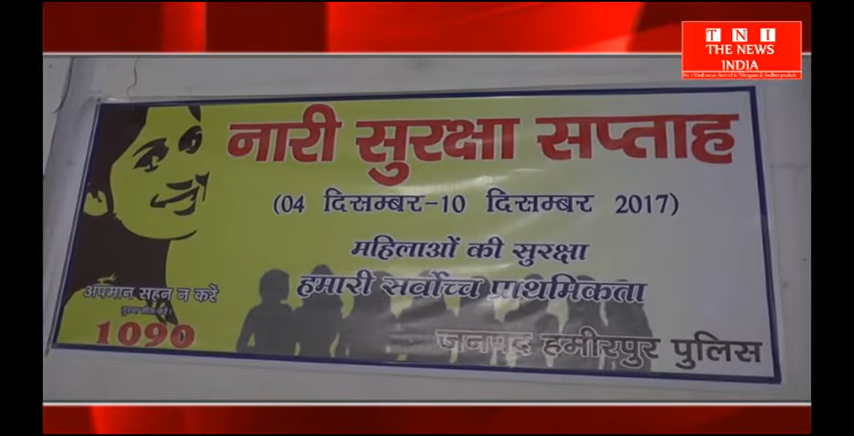 TNI
THE NEWS
INDIA
नारी सुरक्षा सप्ताह
(04 दिसम्बर-10 दिसम्बर 2017)
महिलाओं की सुरक्षा
हमारी सर्वोच्च प्राथमिकता
अपमान सहन न करें
1090
जनपद हमीरपुर पुलिस